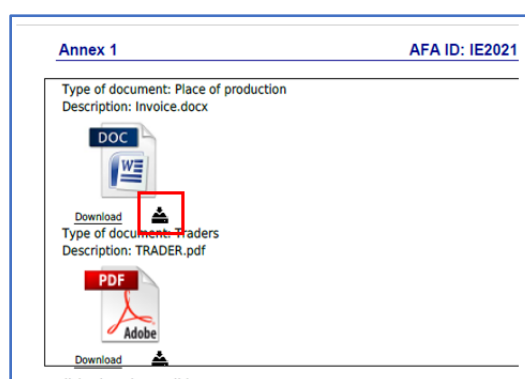 Annex 1 AFA ID: IE2021
Type of document: Place of production
Description: Invoice.docx
DOC
W
Download
Type of document: Traders
Description: TRADER.pdf
PDF
Adobe
Download